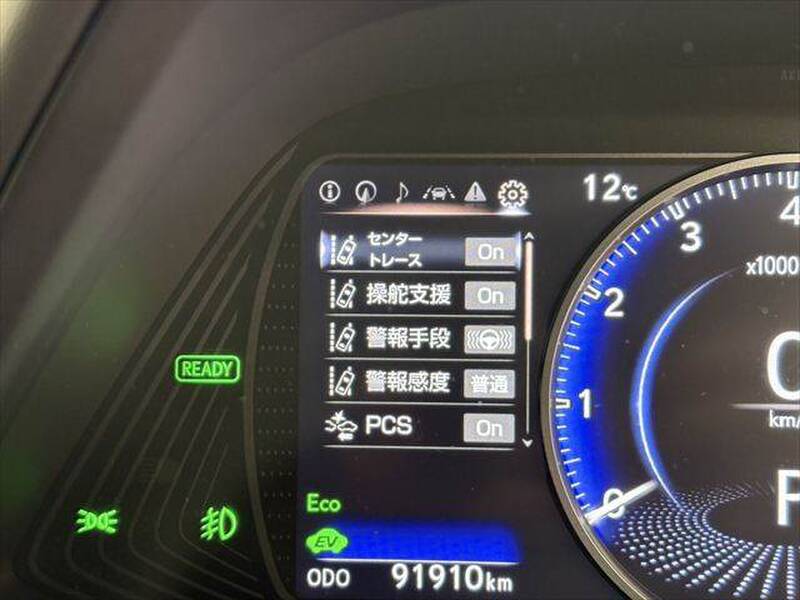 12℃
センター
トレース
On
操舵支援
On
警報手段
警報感度
普通
PCS
On
READY
Eco
EV
ODO
91910km
4
3
x1000
2
1
0
0
km/
P